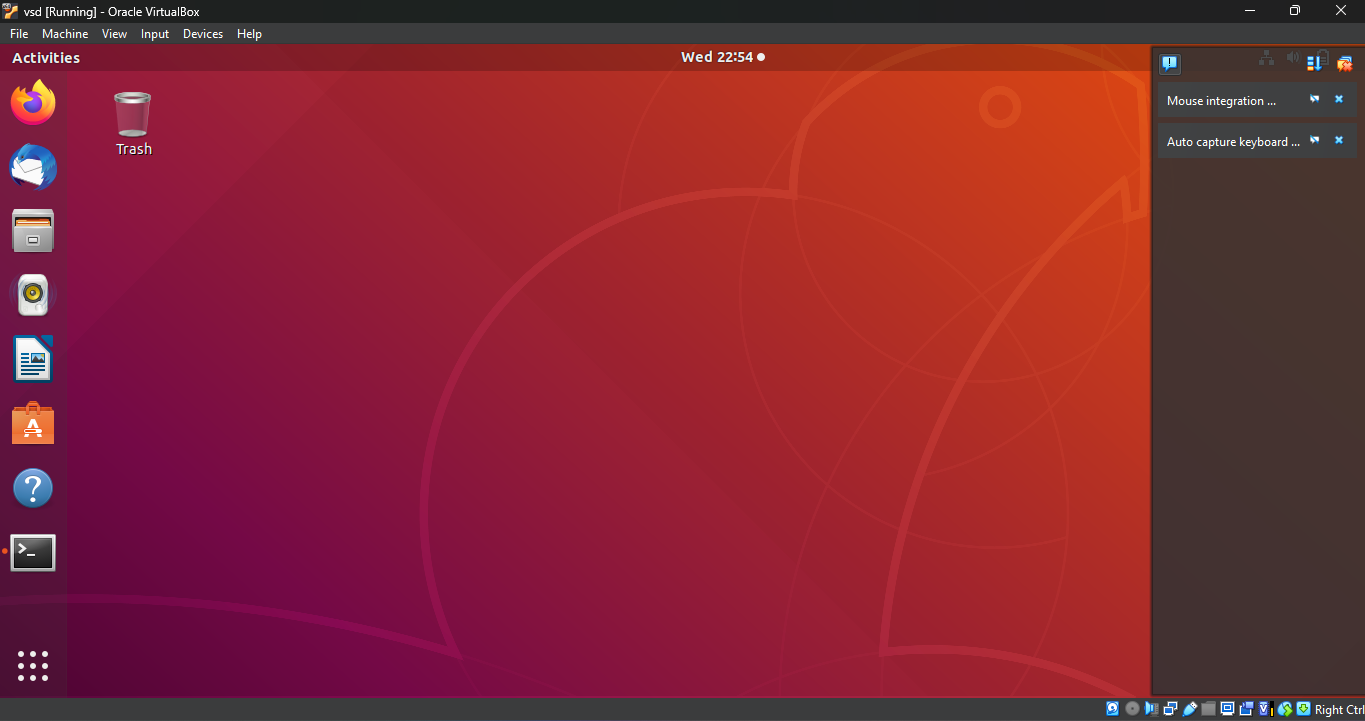 vsd [Running] - Oracle VirtualBox
File Machine View Input Devices Help
Activities
Wed 22:54
Trash
Mouse integration ...
Auto capture keyboard ...
Right Ctrl